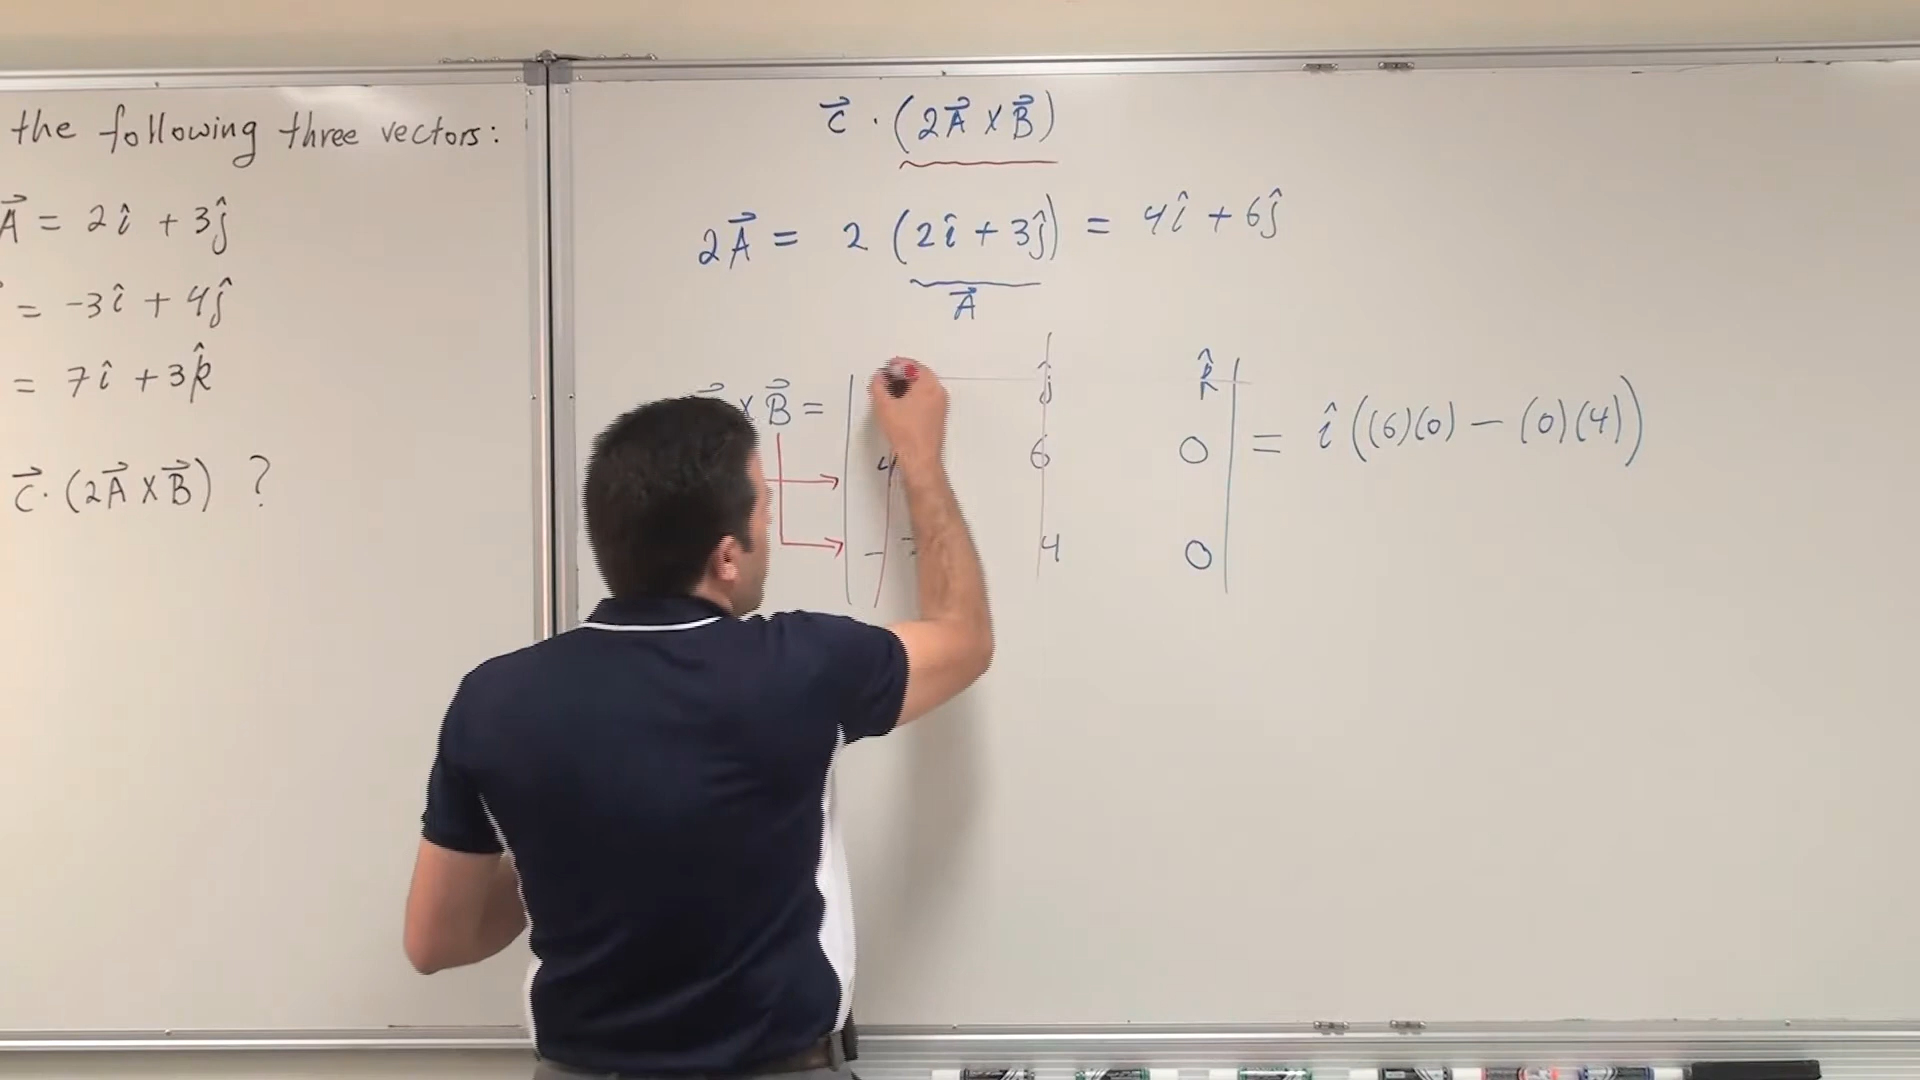 the following three vectors:
A⃗ = 2î + 3ĵ
= -3î + 4ĵ
= 7î + 3k̂
C⃗ · (2A⃗ × B⃗) ?
C⃗ · (2A⃗ × B⃗)
2A⃗ = 2 (2î + 3ĵ) = 4î + 6ĵ
A⃗
× B⃗ = | ĵ k̂ |
4 6 0 = î((6)(0) - (0)(4))
- 4 0